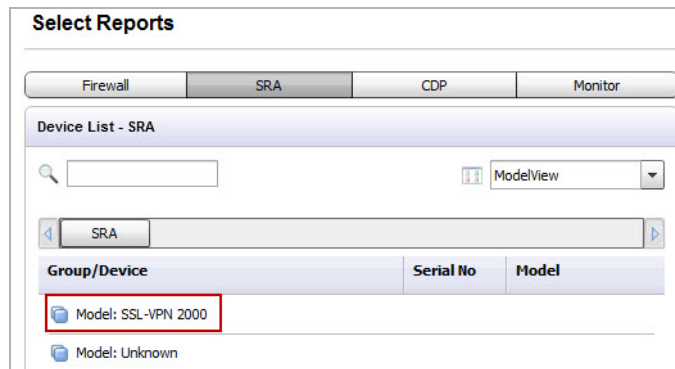 Select Reports
Firewall SRA CDP Monitor
Device List - SRA
ModelView
SRA
Group/Device Serial No Model
Model: SSL-VPN 2000
Model: Unknown